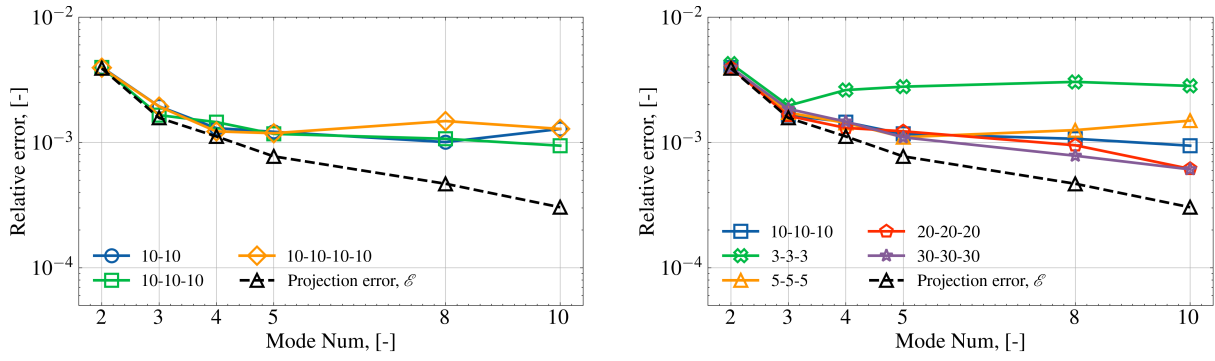 10⁻²
10⁻³
10⁻⁴
Relative error, [-]
10-10
10-10-10
10-10-10-10
Projection error, ℰ
2 3 4 5 8 10
Mode Num, [-]
10⁻²
10⁻³
10⁻⁴
Relative error, [-]
10-10-10
3-3-3
5-5-5
20-20-20
30-30-30
Projection error, ℰ
2 3 4 5 8 10
Mode Num, [-]